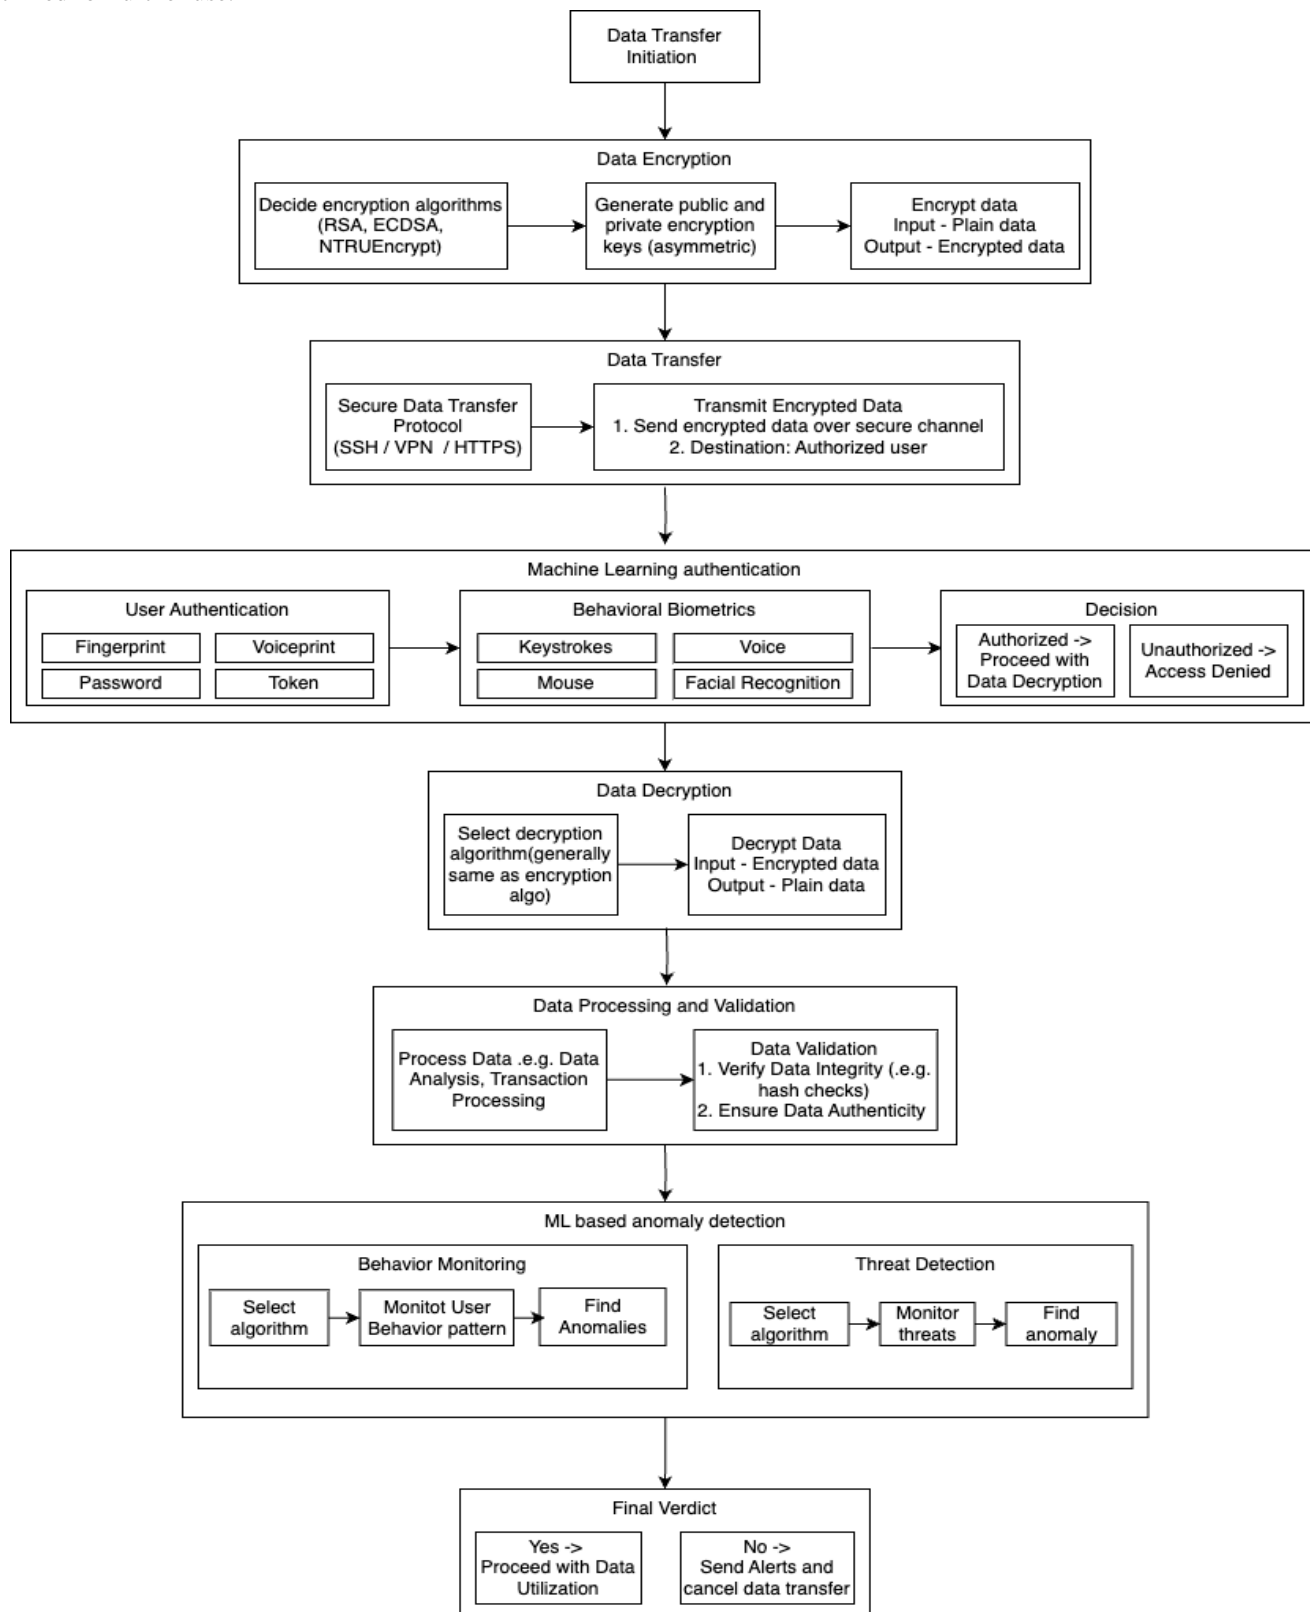 Data Transfer
Initiation
Data Encryption
Decide encryption algorithms
(RSA, ECDSA,
NTRUEncrypt)
Generate public and
private encryption
keys (asymmetric)
Encrypt data
Input - Plain data
Output - Encrypted data
Data Transfer
Secure Data Transfer
Protocol
(SSH / VPN / HTTPS)
Transmit Encrypted Data
1. Send encrypted data over secure channel
2. Destination: Authorized user
Machine Learning authentication
User Authentication
Fingerprint
Voiceprint
Password
Token
Behavioral Biometrics
Keystrokes
Voice
Mouse
Facial Recognition
Decision
Authorized ->
Proceed with
Data Decryption
Unauthorized ->
Access Denied
Data Decryption
Select decryption
algorithm(generally
same as encryption
algo)
Decrypt Data
Input - Encrypted data
Output - Plain data
Data Processing and Validation
Process Data .e.g. Data
Analysis, Transaction
Processing
Data Validation
1. Verify Data Integrity (.e.g.
hash checks)
2. Ensure Data Authenticity
ML based anomaly detection
Behavior Monitoring
Select
algorithm
Monitot User
Behavior pattern
Find
Anomalies
Threat Detection
Select
algorithm
Monitor
threats
Find
anomaly
Final Verdict
Yes ->
Proceed with Data
Utilization
No ->
Send Alerts and
cancel data transfer